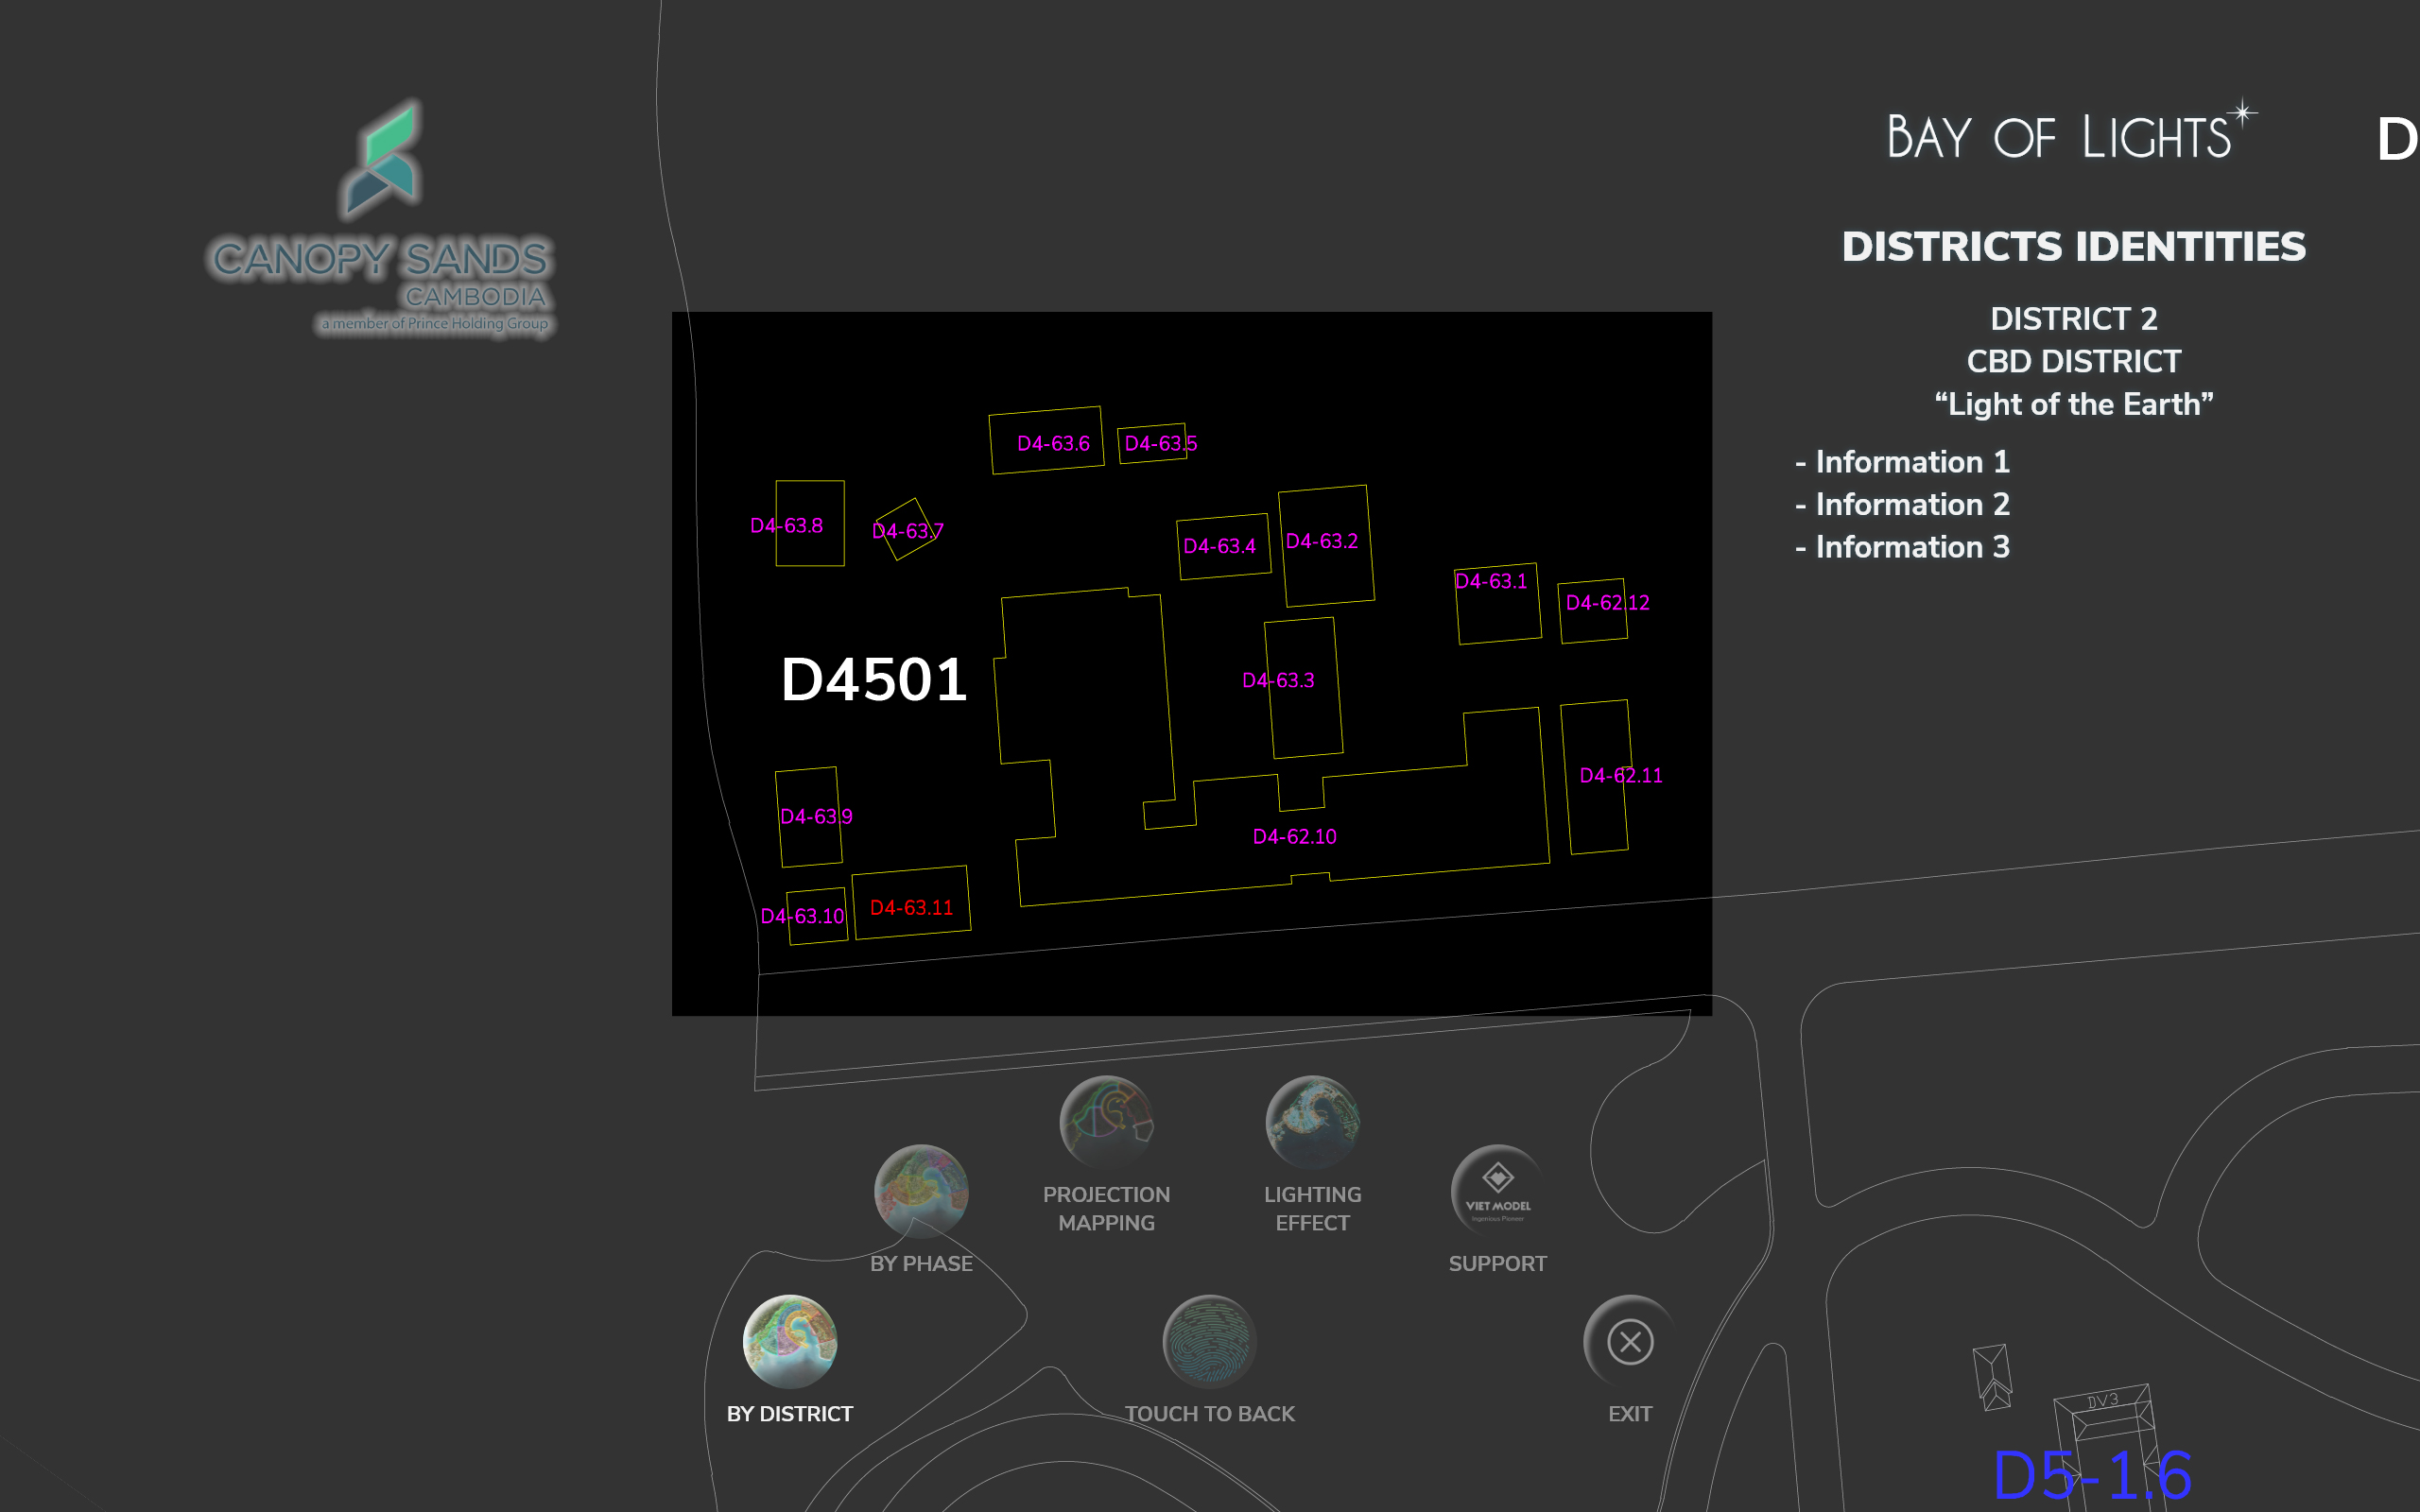 CANOPY SANDS
CAMBODIA
a member of Prince Holding Group
BAY OF LIGHTS
D
DISTRICTS IDENTITIES
DISTRICT 2
CBD DISTRICT
“Light of the Earth”
- Information 1
- Information 2
- Information 3
D4-63.6
D4-63.5
D4-63.8
D4-63.7
D4-63.4
D4-63.2
D4-63.1
D4-62.12
D4501
D4-63.3
D4-62.11
D4-63.9
D4-62.10
D4-63.10
D4-63.11
PROJECTION
MAPPING
LIGHTING
EFFECT
VIET MODEL
Ingenious Pioneer
BY PHASE
SUPPORT
BY DISTRICT
TOUCH TO BACK
EXIT
DV3
D5-1.6